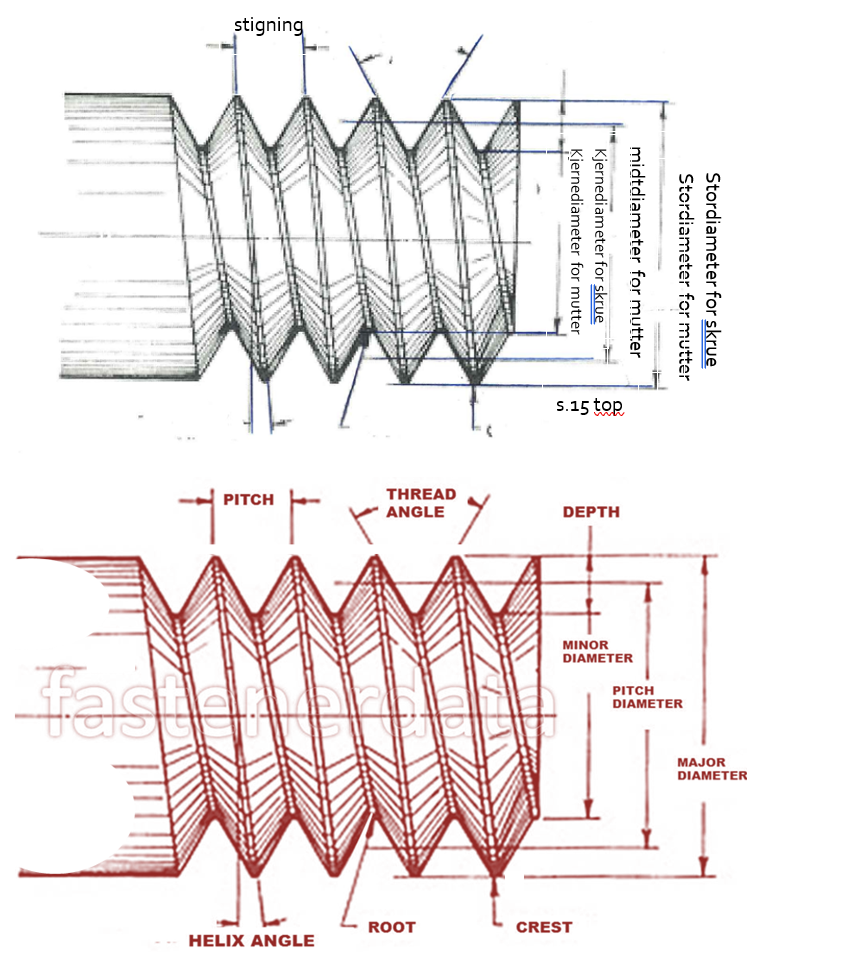 stigning
Kjernediameter for mutter
Kjernediameter for skrue
midtdiameter for mutter
Stordiameter for mutter
Stordiameter for skrue
s.15 top
PITCH
THREAD
ANGLE
DEPTH
MINOR
DIAMETER
PITCH
DIAMETER
MAJOR
DIAMETER
fastenerdata
HELIX ANGLE
ROOT
CREST